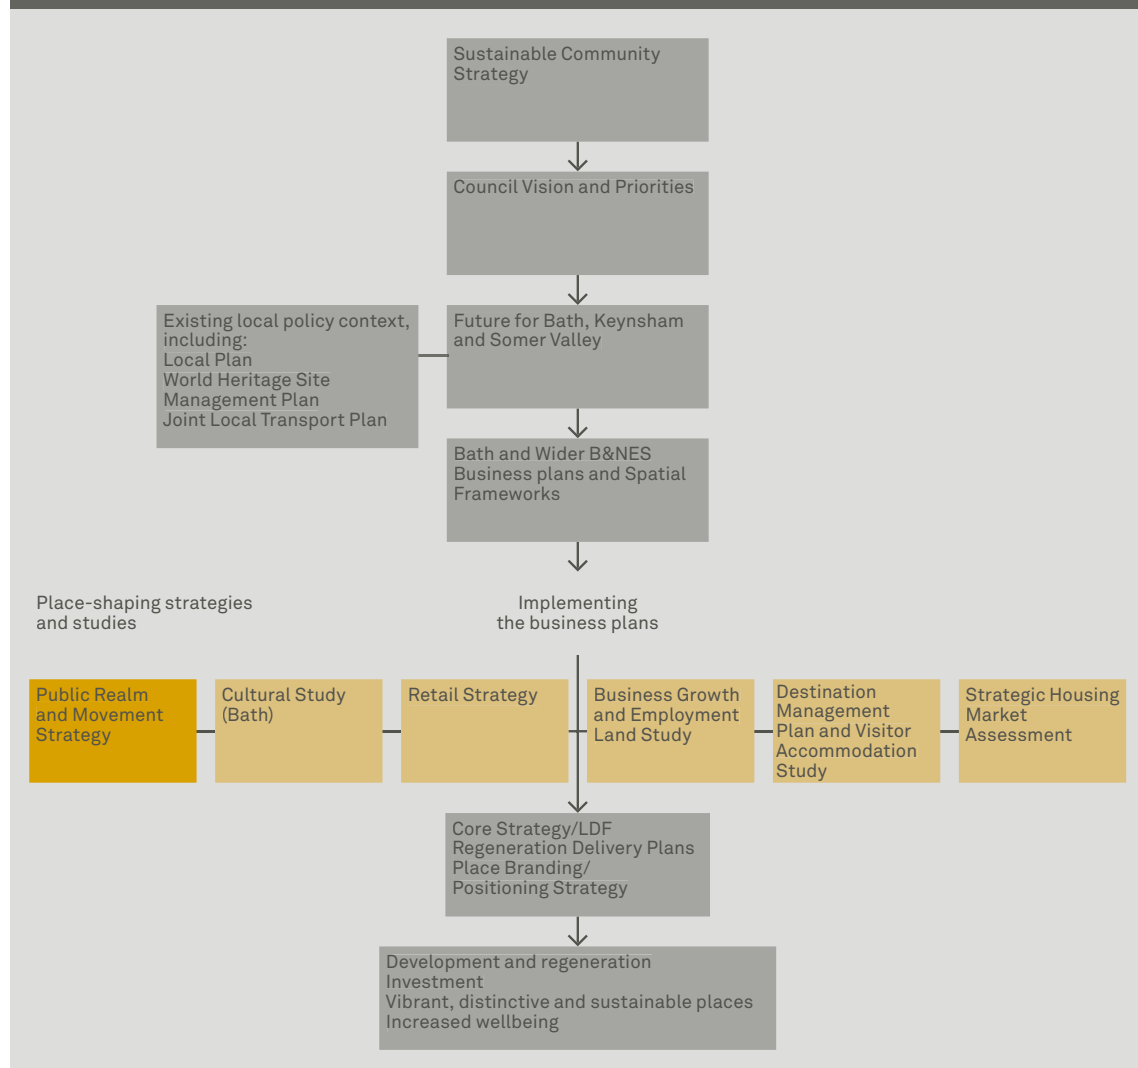 Sustainable Community
Strategy
Council Vision and Priorities
Existing local policy context,
including:
Local Plan
World Heritage Site
Management Plan
Joint Local Transport Plan
Future for Bath, Keynsham
and Somer Valley
Bath and Wider B&NES
Business plans and Spatial
Frameworks
Place-shaping strategies
and studies
Implementing
the business plans
Public Realm
and Movement
Strategy
Cultural Study
(Bath)
Retail Strategy
Business Growth
and Employment
Land Study
Destination
Management
Plan and Visitor
Accommodation
Study
Strategic Housing
Market
Assessment
Core Strategy/LDF
Regeneration Delivery Plans
Place Branding/
Positioning Strategy
Development and regeneration
Investment
Vibrant, distinctive and sustainable places
Increased wellbeing